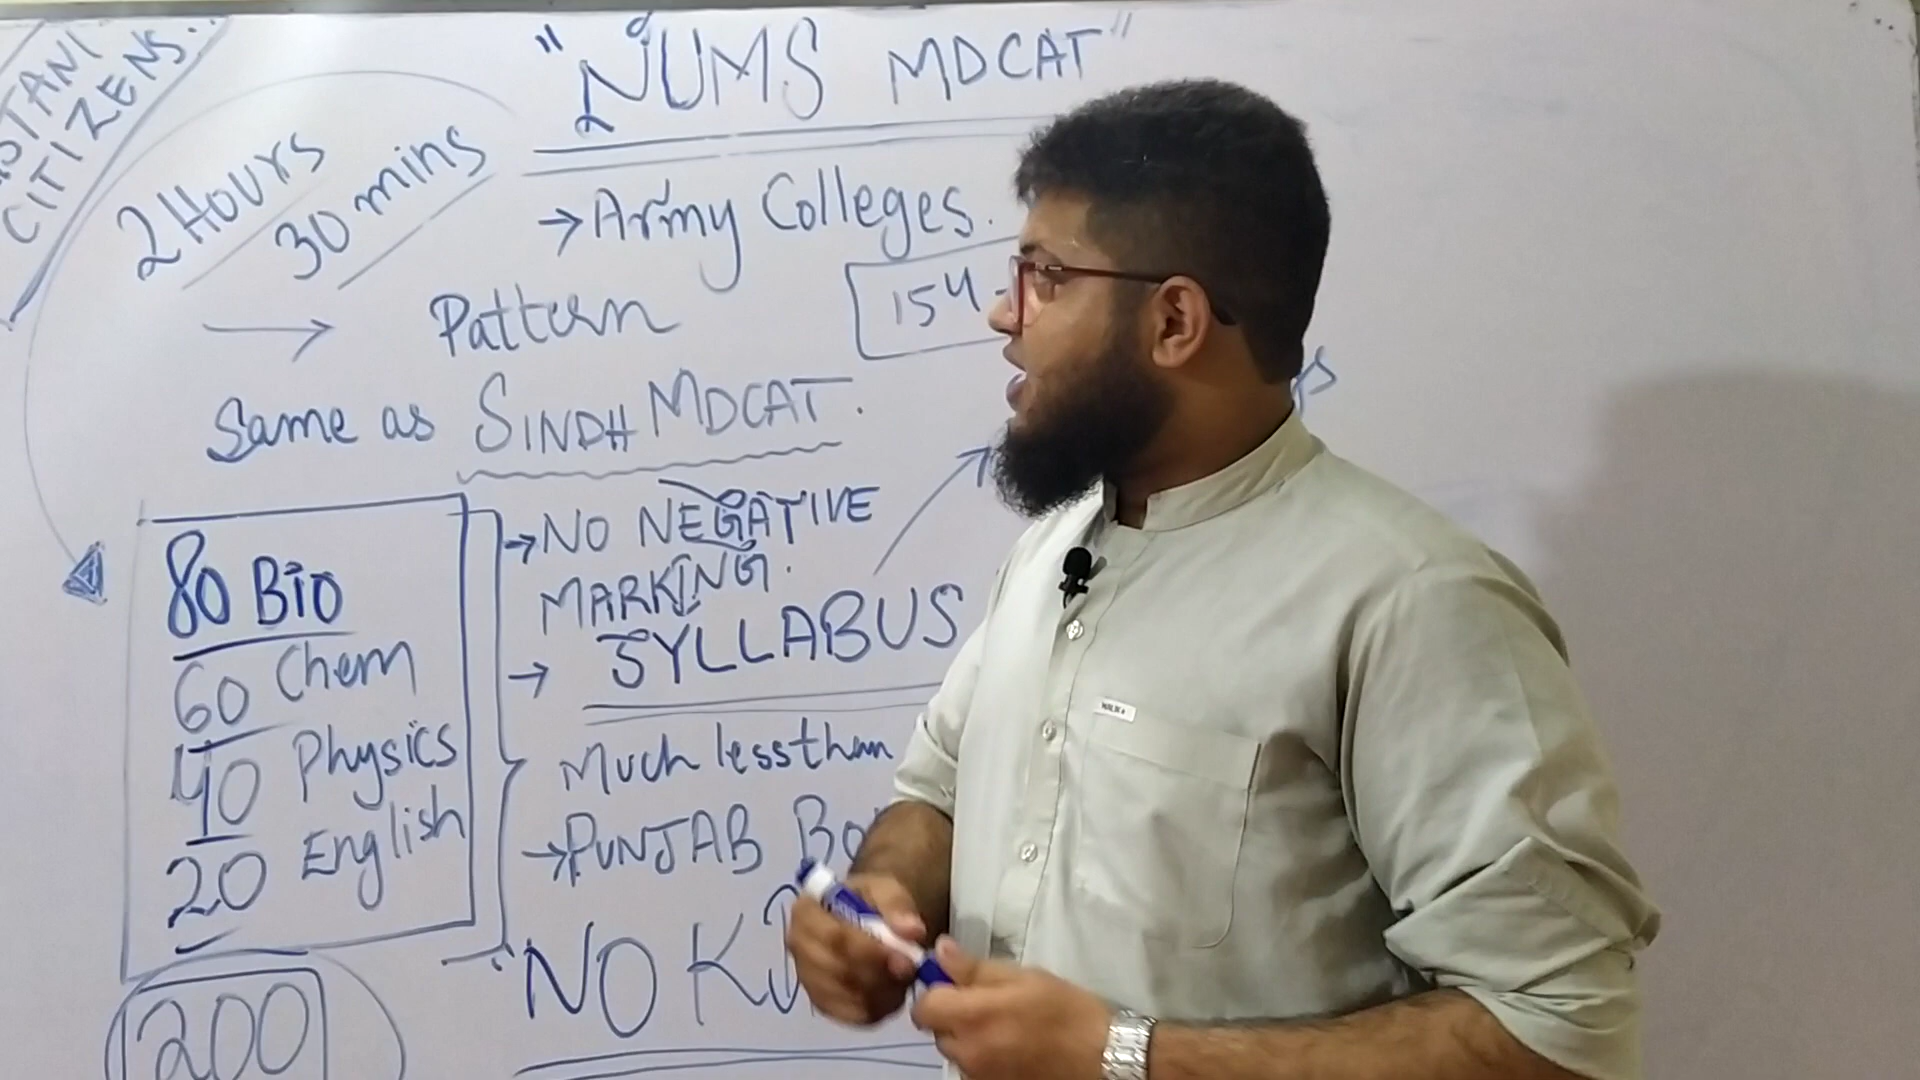 CITIZENS..
"NUMS MDCAT"
2 Hours
30 mins
→ Army Colleges.
→ Pattern
154
Same as SINDH MDCAT.
80 Bio
60 Chem
40 Physics
20 English
200
→ NO NEGATIVE
MARKING.
→ SYLLABUS
Much less than
→ PUNJAB
"NO